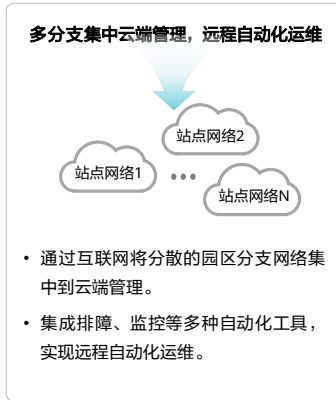 多分支集中云端管理，远程自动化运维
站点网络2
站点网络1
站点网络N
• 通过互联网将分散的园区分支网络集
中到云端管理。
• 集成排障、监控等多种自动化工具，
实现远程自动化运维。